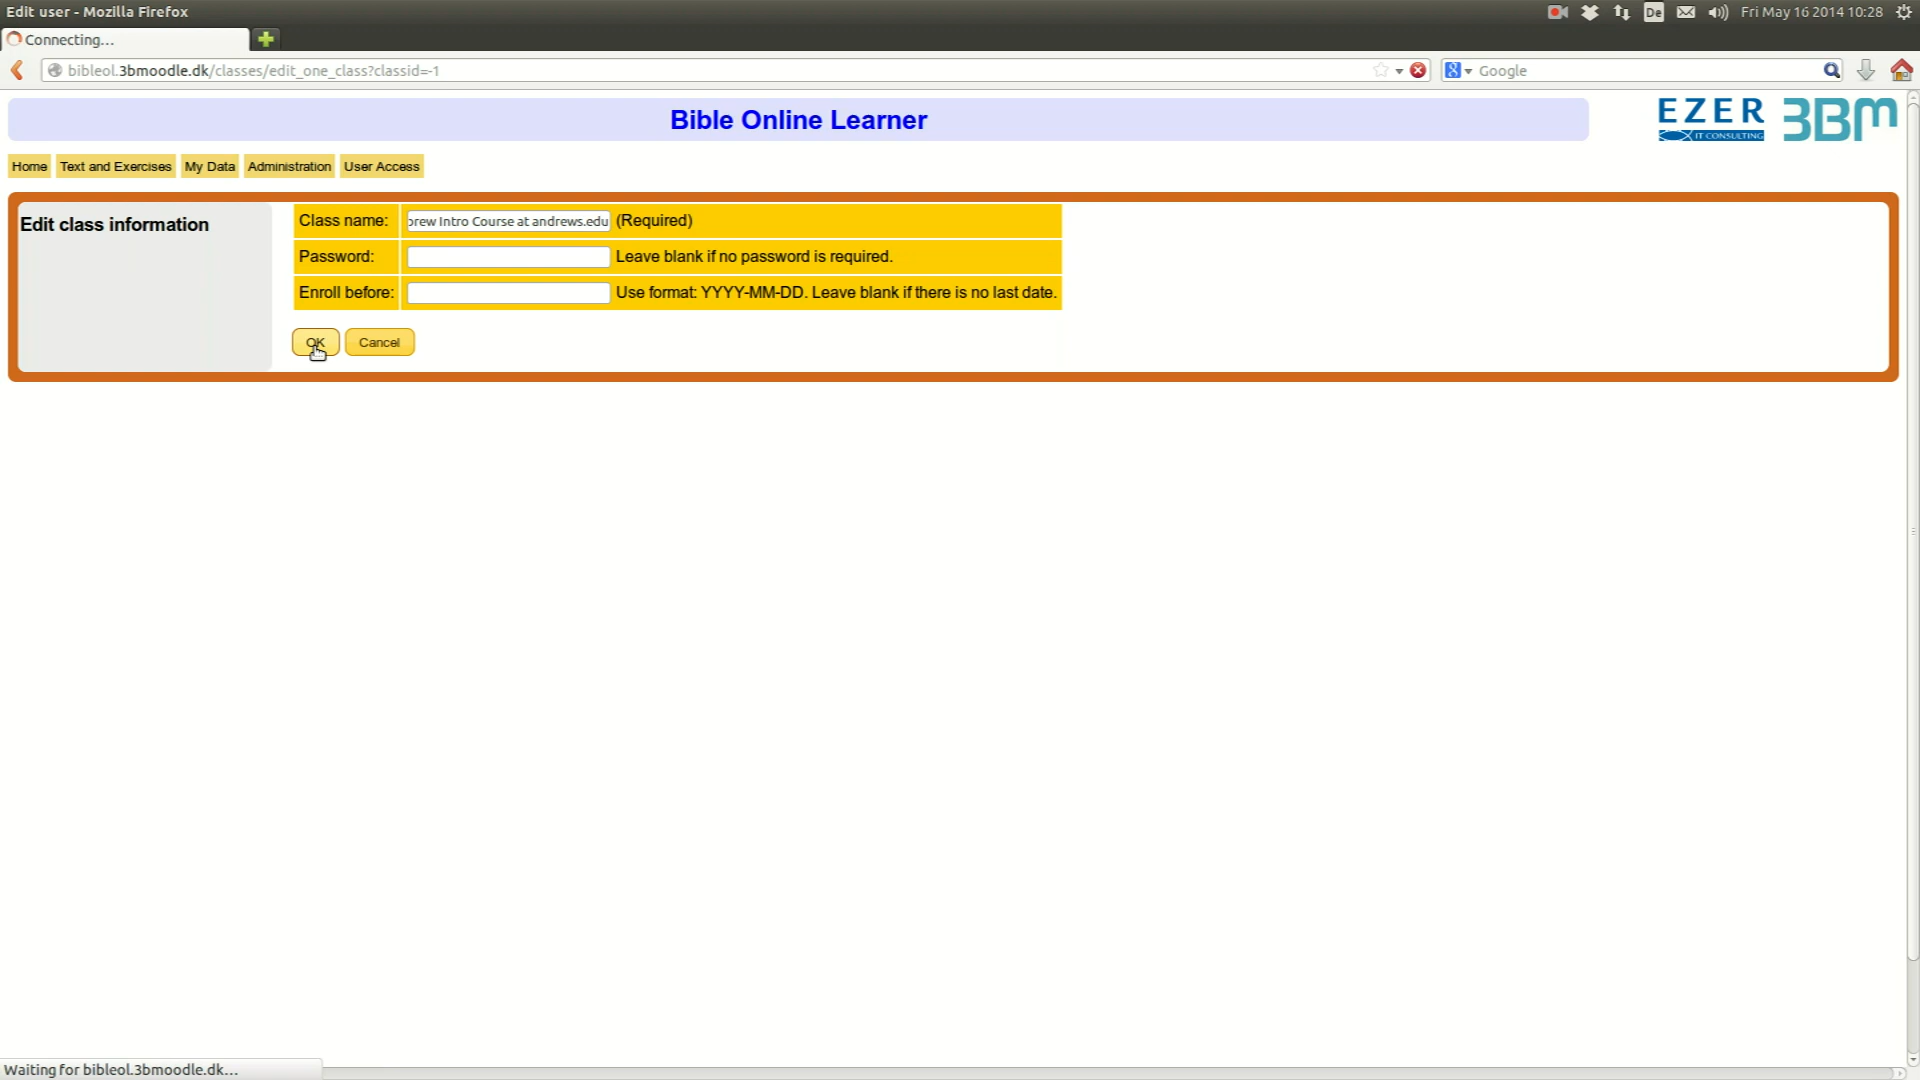 Edit user - Mozilla Firefox
De
Fri May 16 2014 10:28
Connecting...
bibleol.3bmoodle.dk/classes/edit_one_class?classid=-1
8
Google
Bible Online Learner
EZER
IT CONSULTING
3Bm
Home
Text and Exercises
My Data
Administration
User Access
Edit class information
Class name:
Intro Course at andrews.edu
(Required)
Password:
Leave blank if no password is required.
Enroll before:
Use format: YYYY-MM-DD. Leave blank if there is no last date.
OK
Cancel
Waiting for bibleol.3bmoodle.dk...